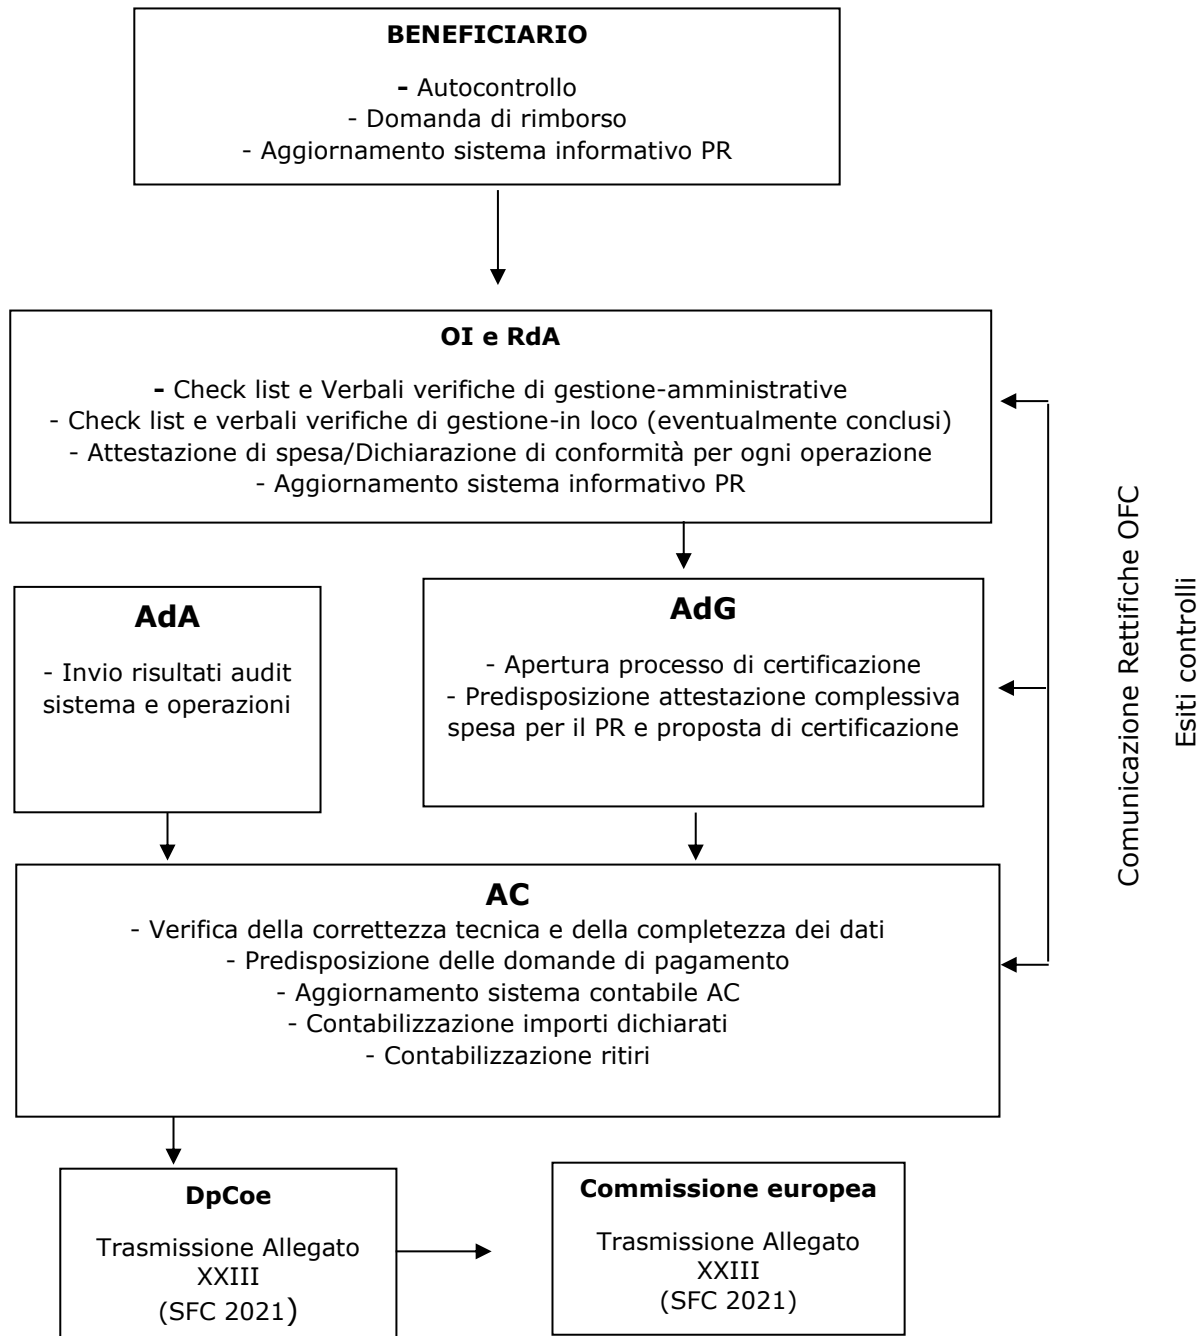 BENEFICIARIO
- Autocontrollo
- Domanda di rimborso
- Aggiornamento sistema informativo PR
OI e RdA
- Check list e Verbali verifiche di gestione-amministrative
- Check list e verbali verifiche di gestione-in loco (eventualmente conclusi)
- Attestazione di spesa/Dichiarazione di conformità per ogni operazione
- Aggiornamento sistema informativo PR
AdA
- Invio risultati audit
sistema e operazioni
AdG
- Apertura processo di certificazione
- Predisposizione attestazione complessiva
spesa per il PR e proposta di certificazione
Comunicazione Rettifiche OFC
Esiti controlli
AC
- Verifica della correttezza tecnica e della completezza dei dati
- Predisposizione delle domande di pagamento
- Aggiornamento sistema contabile AC
- Contabilizzazione importi dichiarati
- Contabilizzazione ritiri
DpCoe
Trasmissione Allegato
XXIII
(SFC 2021)
Commissione europea
Trasmissione Allegato
XXIII
(SFC 2021)